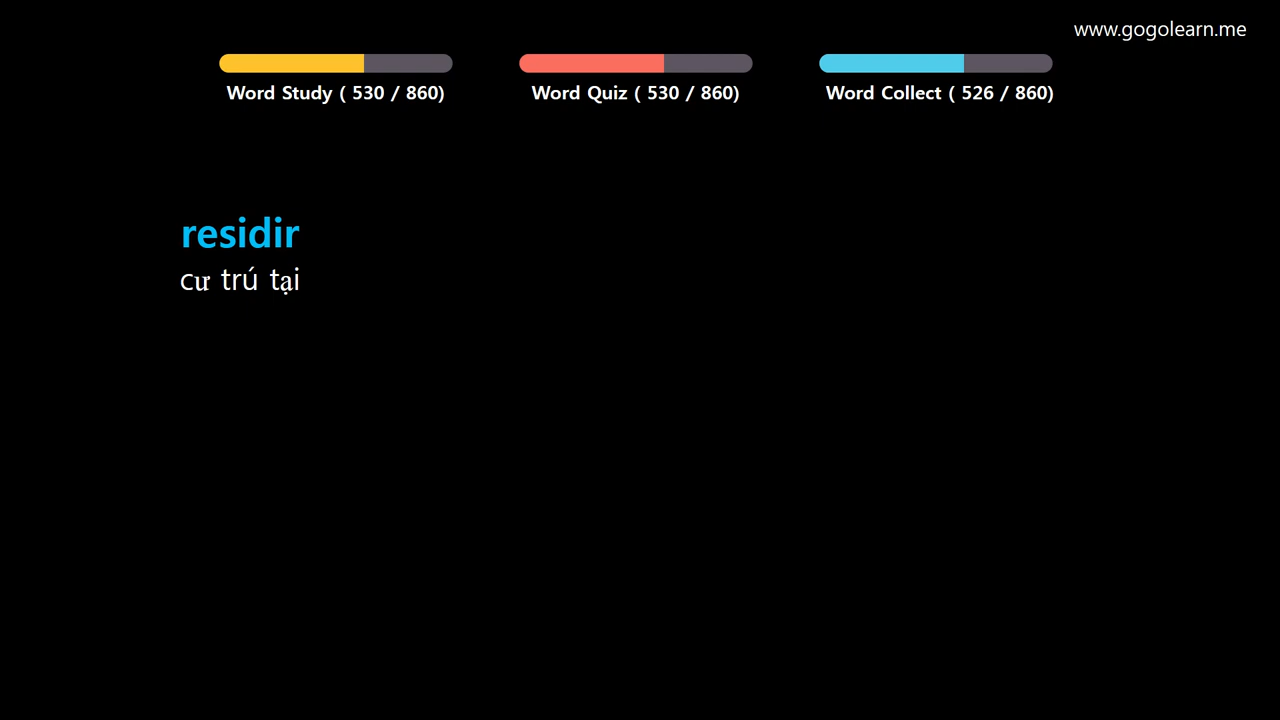 www.gogolearn.me
Word Study ( 530 / 860)
Word Quiz ( 530 / 860)
Word Collect ( 526 / 860)
residir
cư trú tại